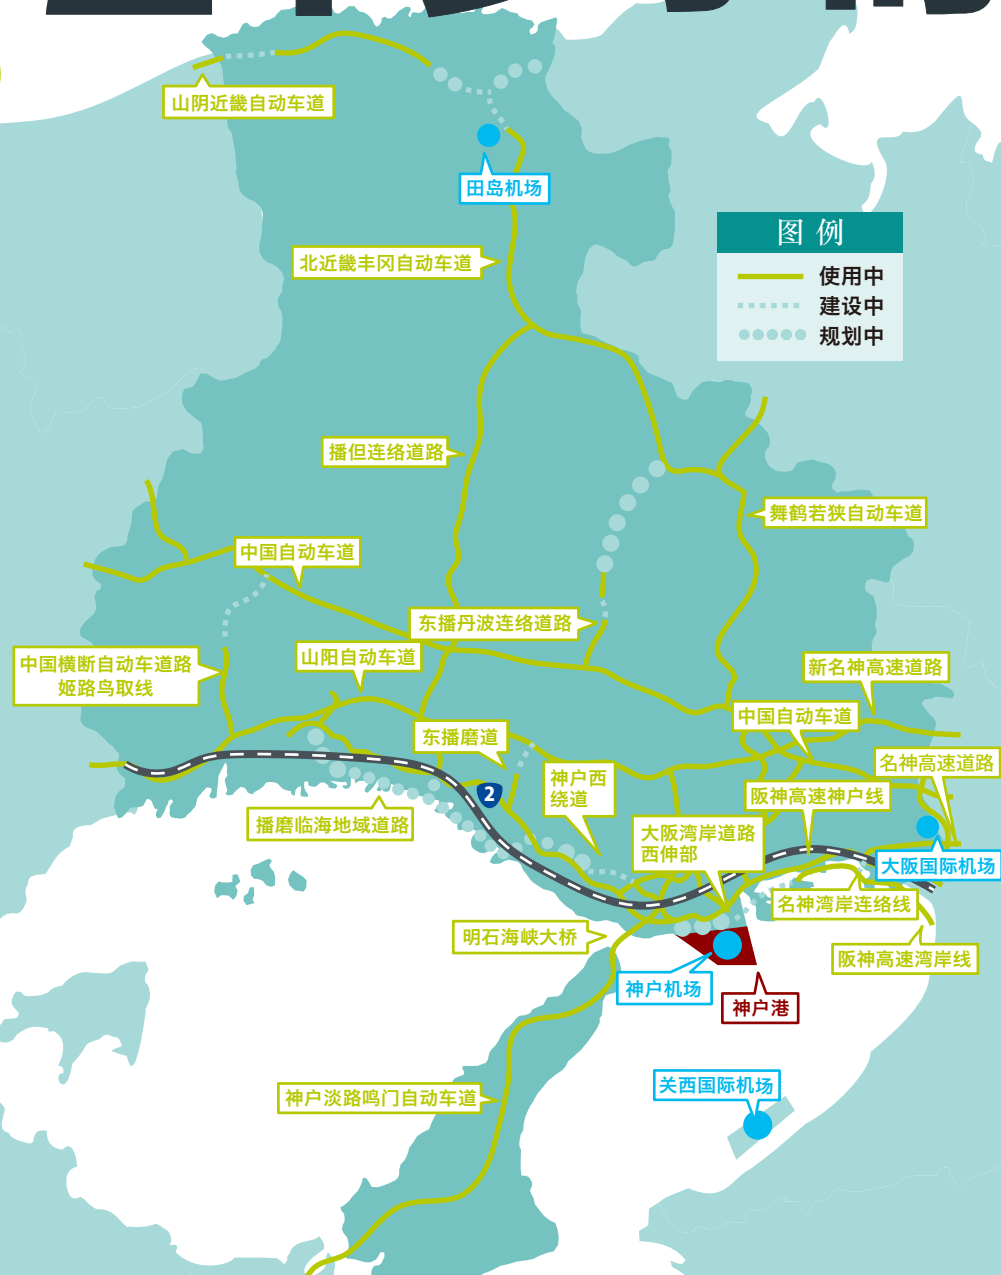 山阴近畿自动车道
田岛机场
图例
使用中
建设中
规划中
北近畿丰冈自动车道
播但连络道路
舞鹤若狭自动车道
中国自动车道
东播丹波连络道路
中国横断自动车道路
姬路鸟取线
山阳自动车道
新名神高速道路
中国自动车道
东播磨道
名神高速道路
神户西
绕道
2
阪神高速神户线
播磨临海地域道路
大阪湾岸道路
西伸部
大阪国际机场
名神湾岸连络线
明石海峡大桥
阪神高速湾岸线
神户机场
神户港
关西国际机场
神户淡路鸣门自动车道